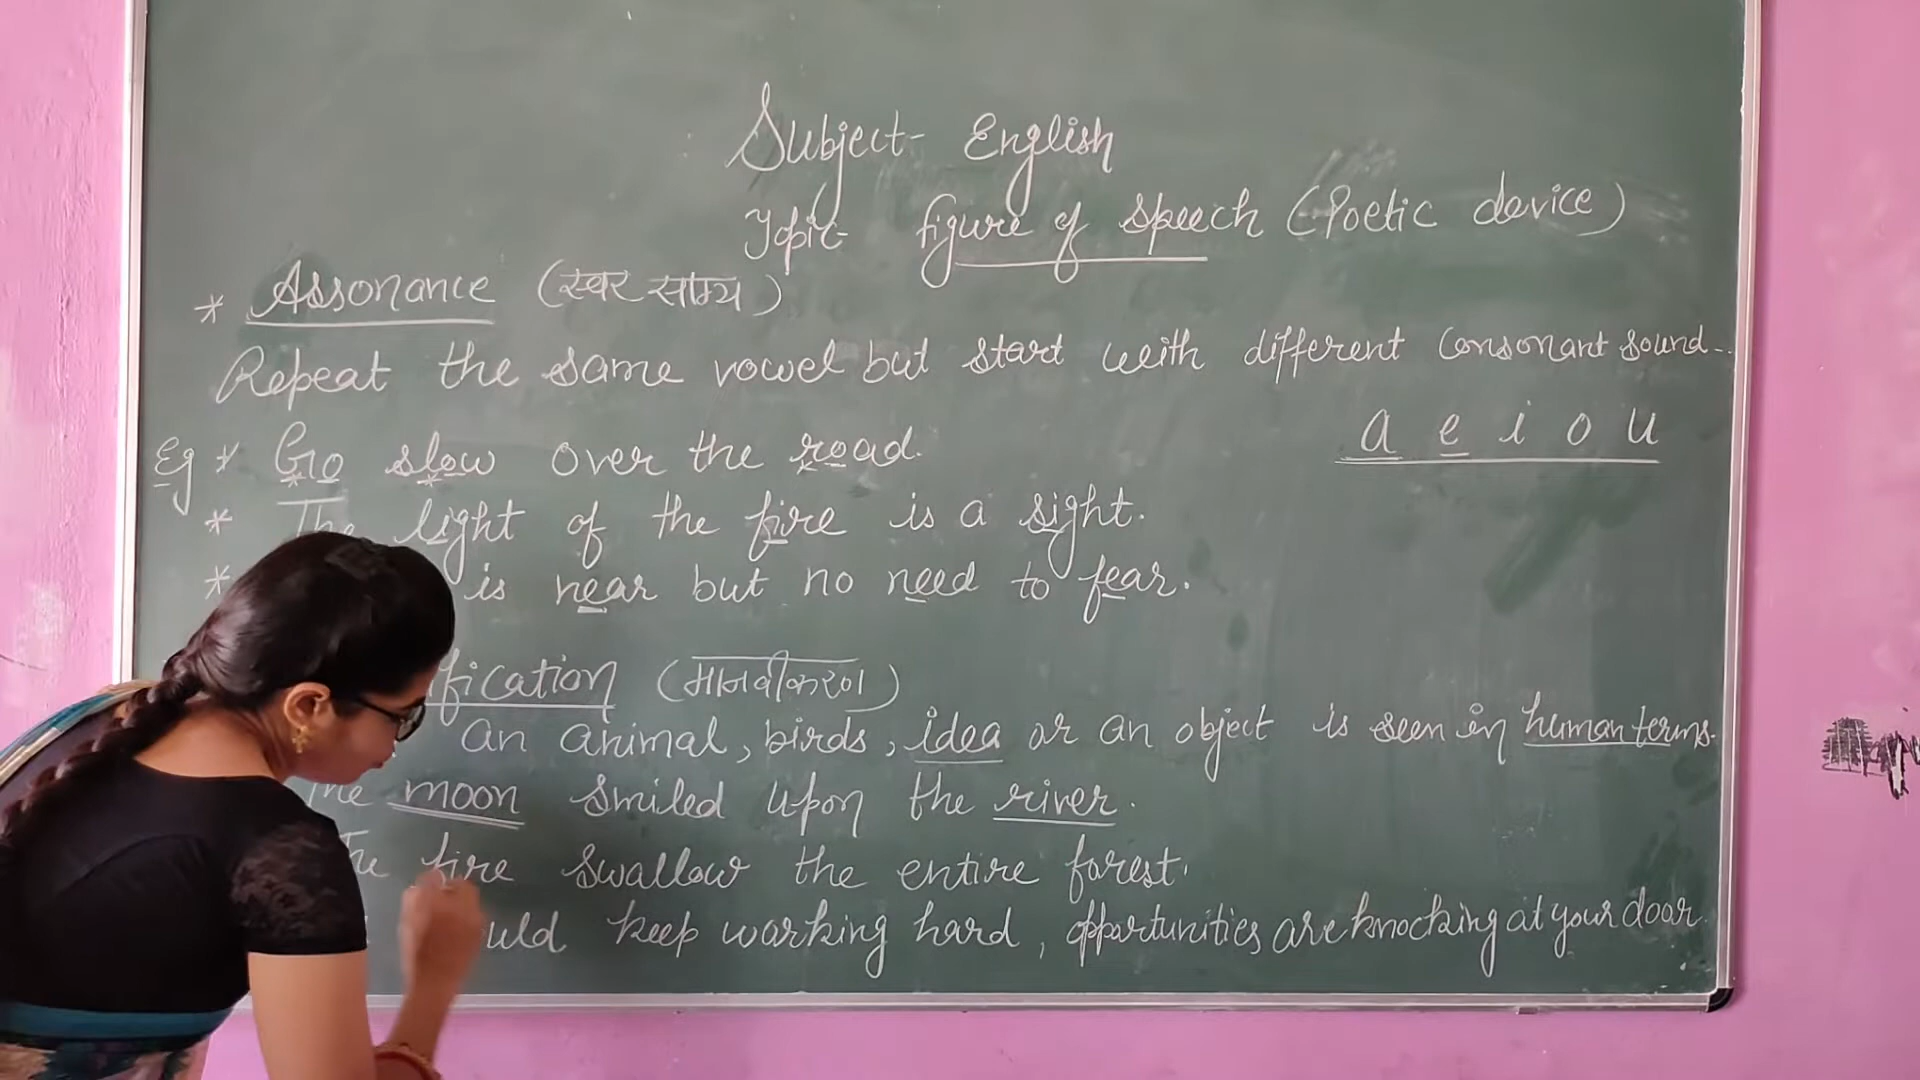 Subject- English
Topic- figure of speech (Poetic device)
* Assonance (स्वर साम्य)
Repeat the same vowel but start with different consonant sound.
a e i o u
Eg * Go slow over the road.
* The light of the fire is a sight.
* is near but no need to fear.
fication (मानवीकरण)
an animal, birds, idea or an object is seen in human terms.
The moon smiled upon the river.
The fire swallow the entire forest.
uld keep working hard, opportunities are knocking at your door.